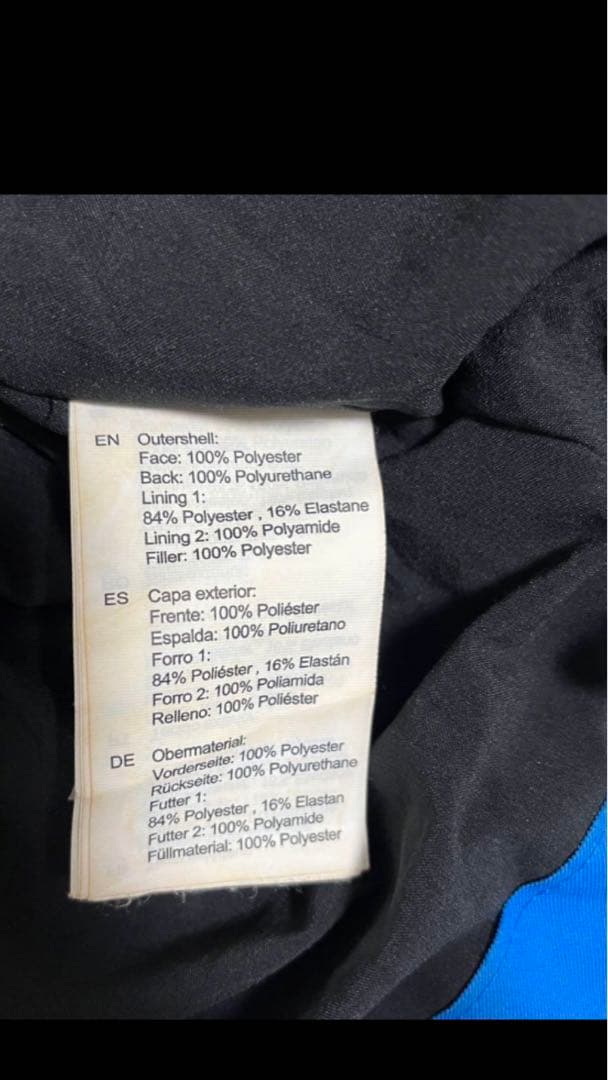 EN Outershell:
Face: 100% Polyester
Back: 100% Polyurethane
Lining 1:
84% Polyester , 16% Elastane
Lining 2: 100% Polyamide
Filler: 100% Polyester
ES Capa exterior:
Frente: 100% Poliéster
Espalda: 100% Poliuretano
Forro 1:
84% Poliéster , 16% Elastán
Forro 2: 100% Poliamida
Relleno: 100% Poliéster
DE Obermaterial:
Vorderseite: 100% Polyester
Rückseite: 100% Polyurethane
Futter 1:
84% Polyester , 16% Elastan
Futter 2: 100% Polyamide
Füllmaterial: 100% Polyester